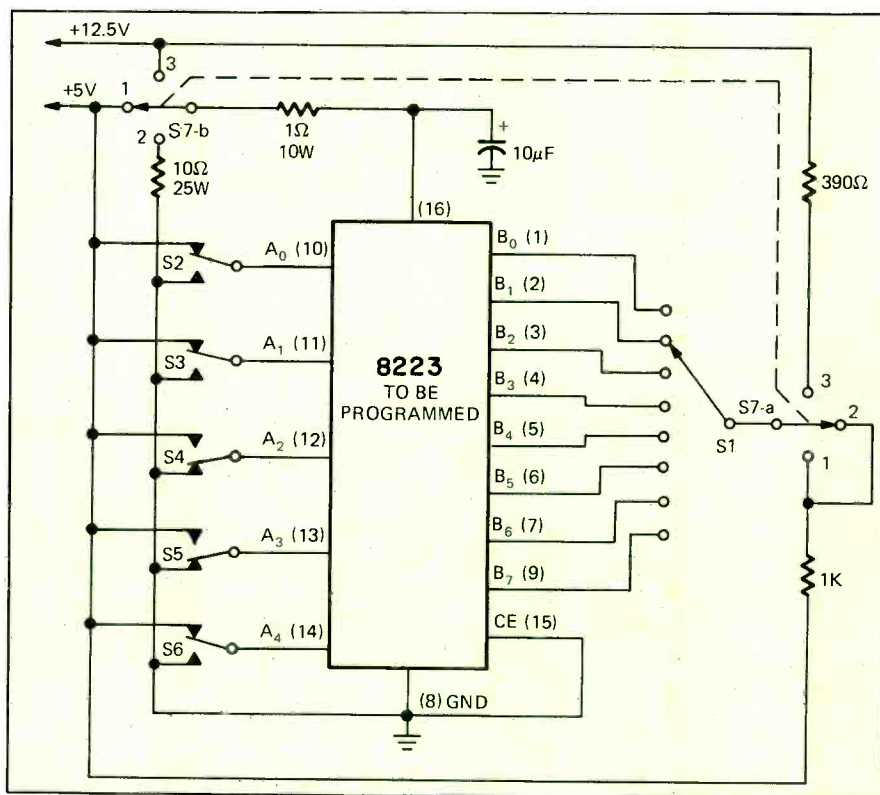 +12.5V
3
+5V
1
S7-b
2
1Ω
10W
+
10μF
10Ω
25W
390Ω
(16)
S2
A₀ (10)
B₀ (1)
B₁ (2)
S3
A₁ (11)
B₂ (3)
8223
TO BE
PROGRAMMED
B₃ (4)
S4
A₂ (12)
B₄ (5)
S1
S7-a
3
2
1
B₅ (6)
S5
A₃ (13)
B₆ (7)
B₇ (9)
1K
S6
A₄ (14)
CE (15)
(8) GND